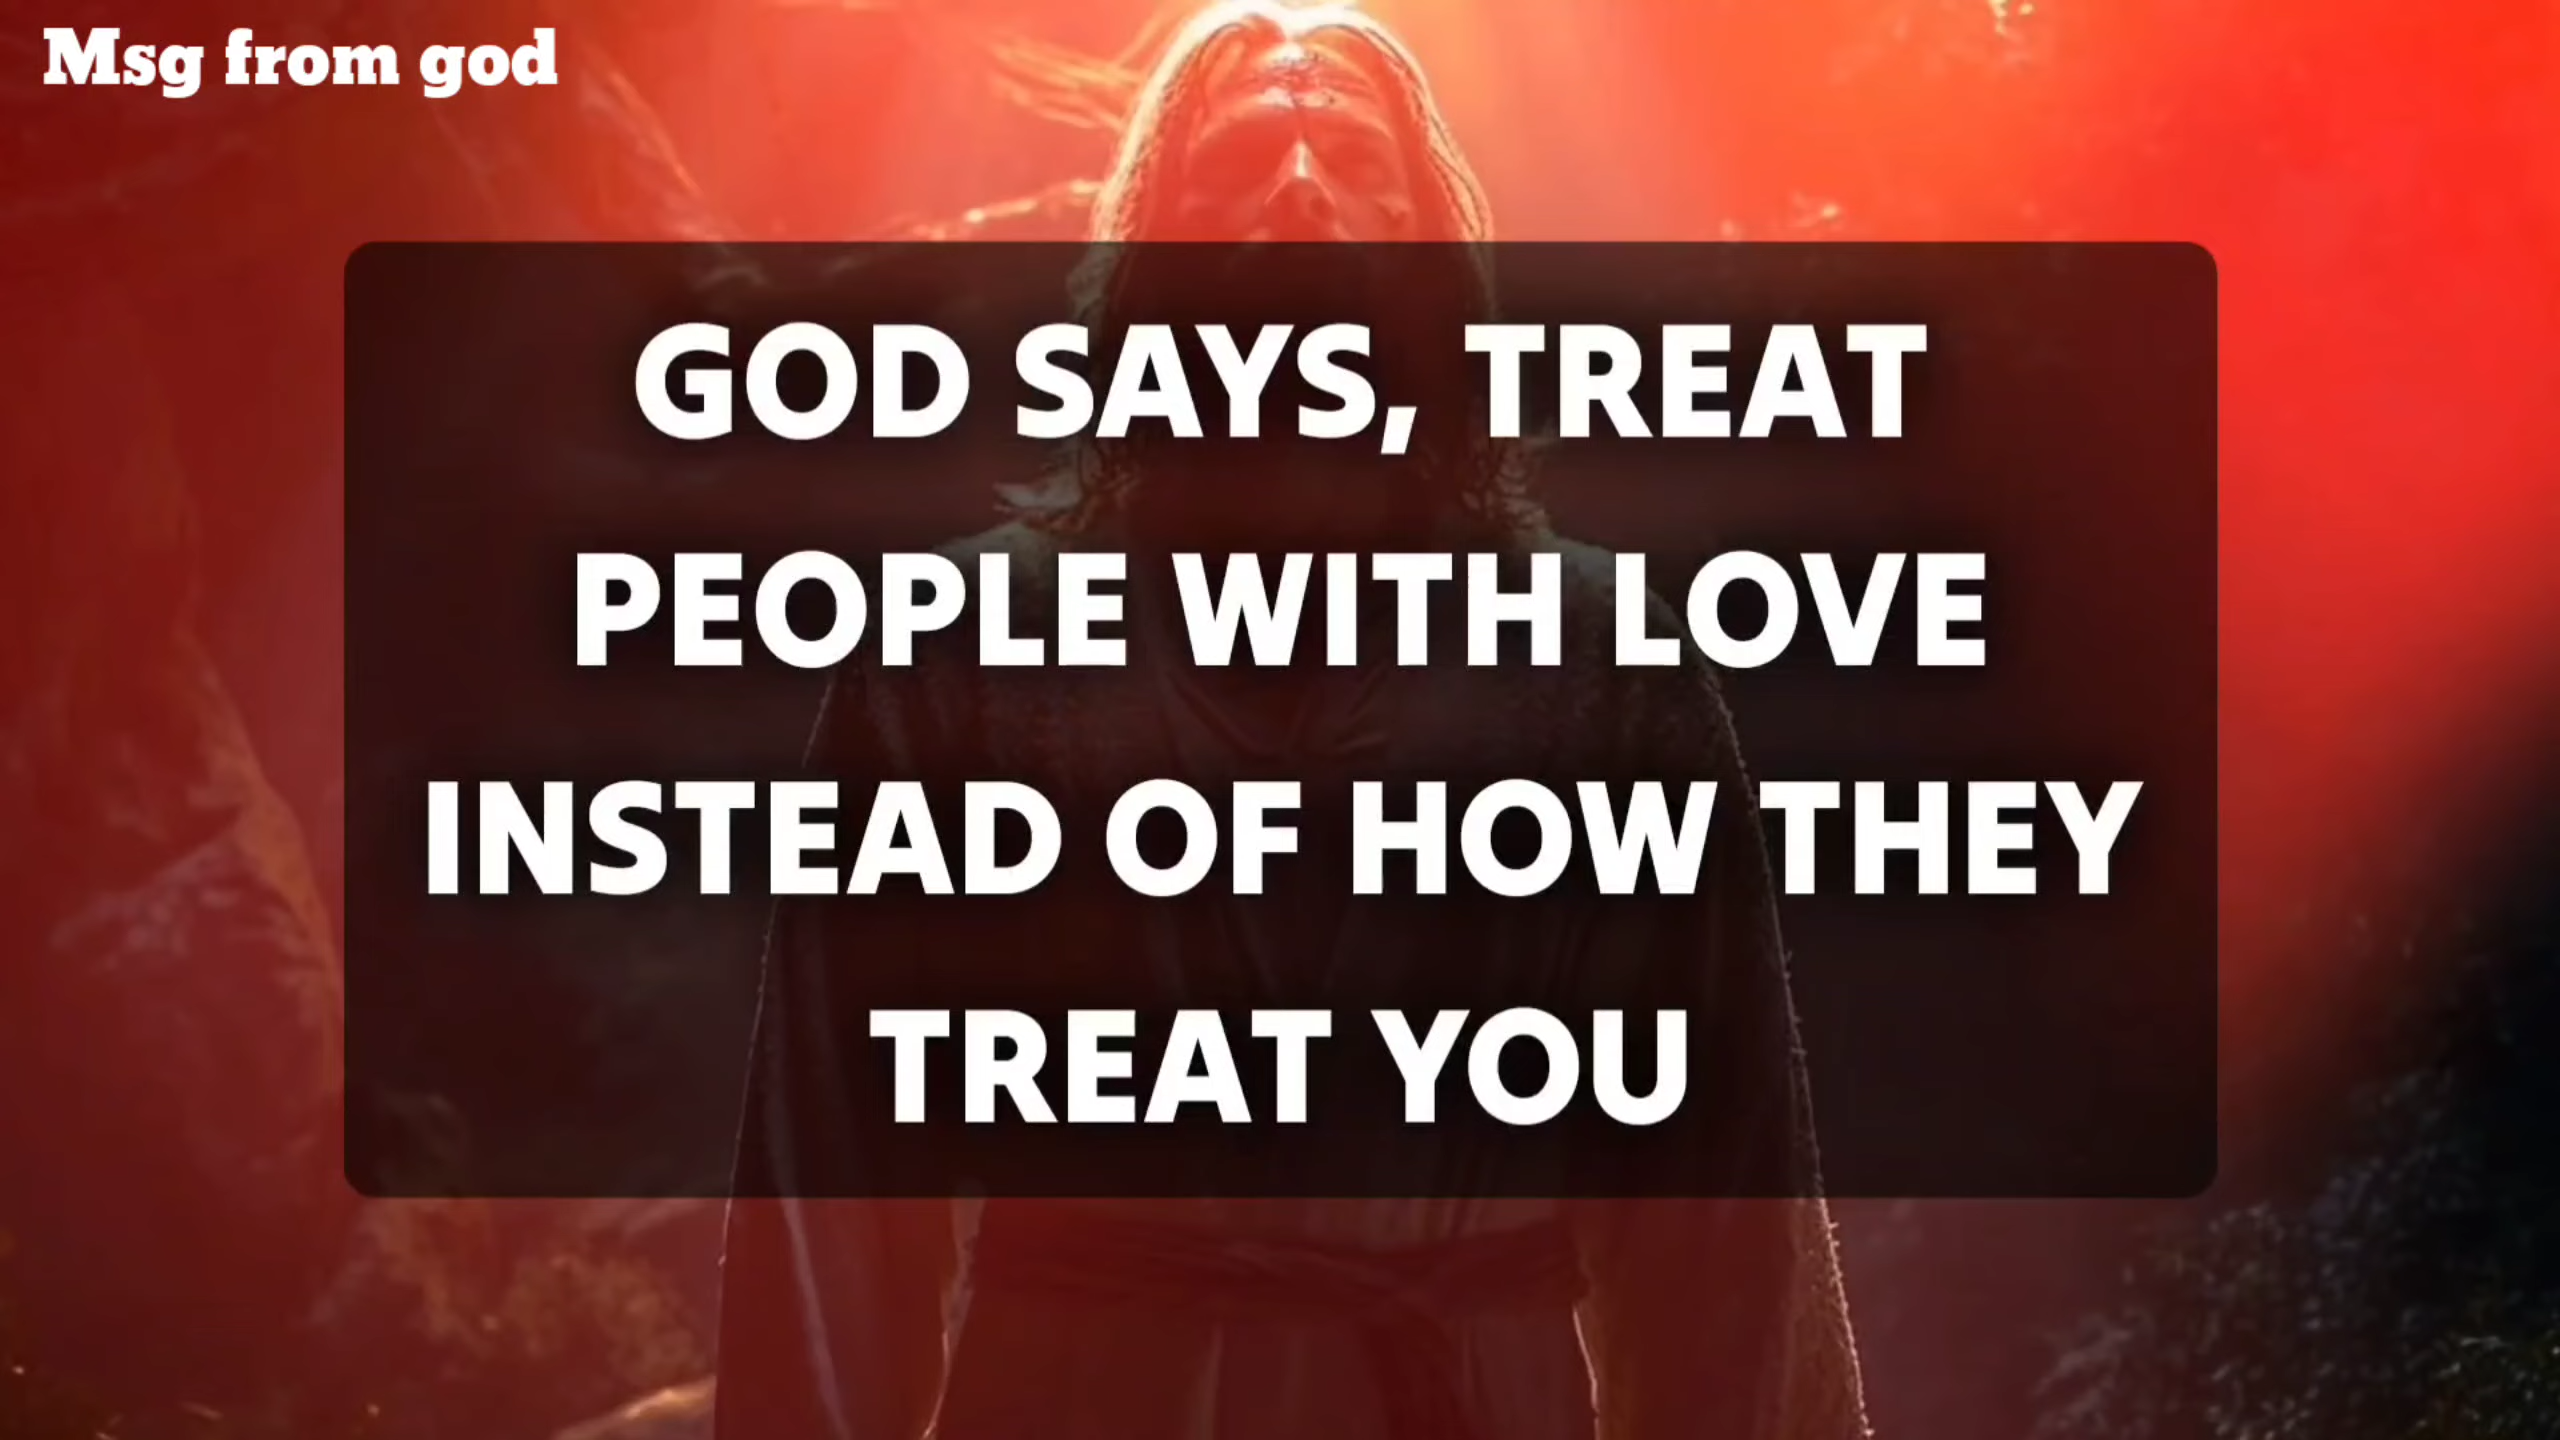 Msg from god
GOD SAYS, TREAT
PEOPLE WITH LOVE
INSTEAD OF HOW THEY
TREAT YOU